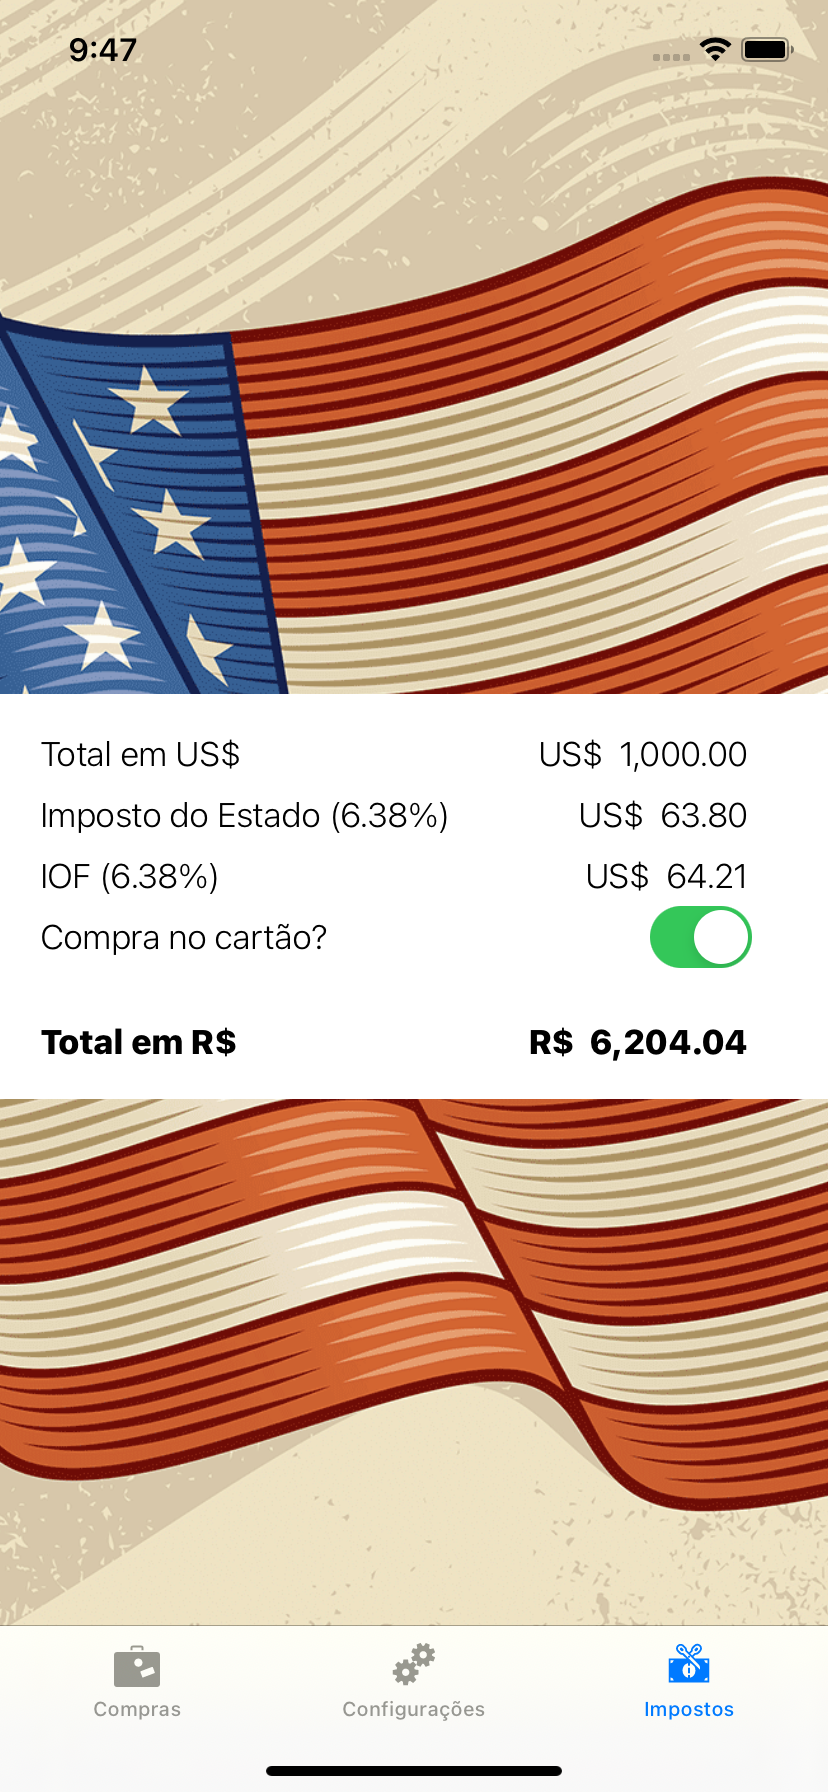 9:47
Total em US$ US$ 1,000.00
Imposto do Estado (6.38%) US$ 63.80
IOF (6.38%) US$ 64.21
Compra no cartão?
Total em R$ R$ 6,204.04
Compras Configurações Impostos